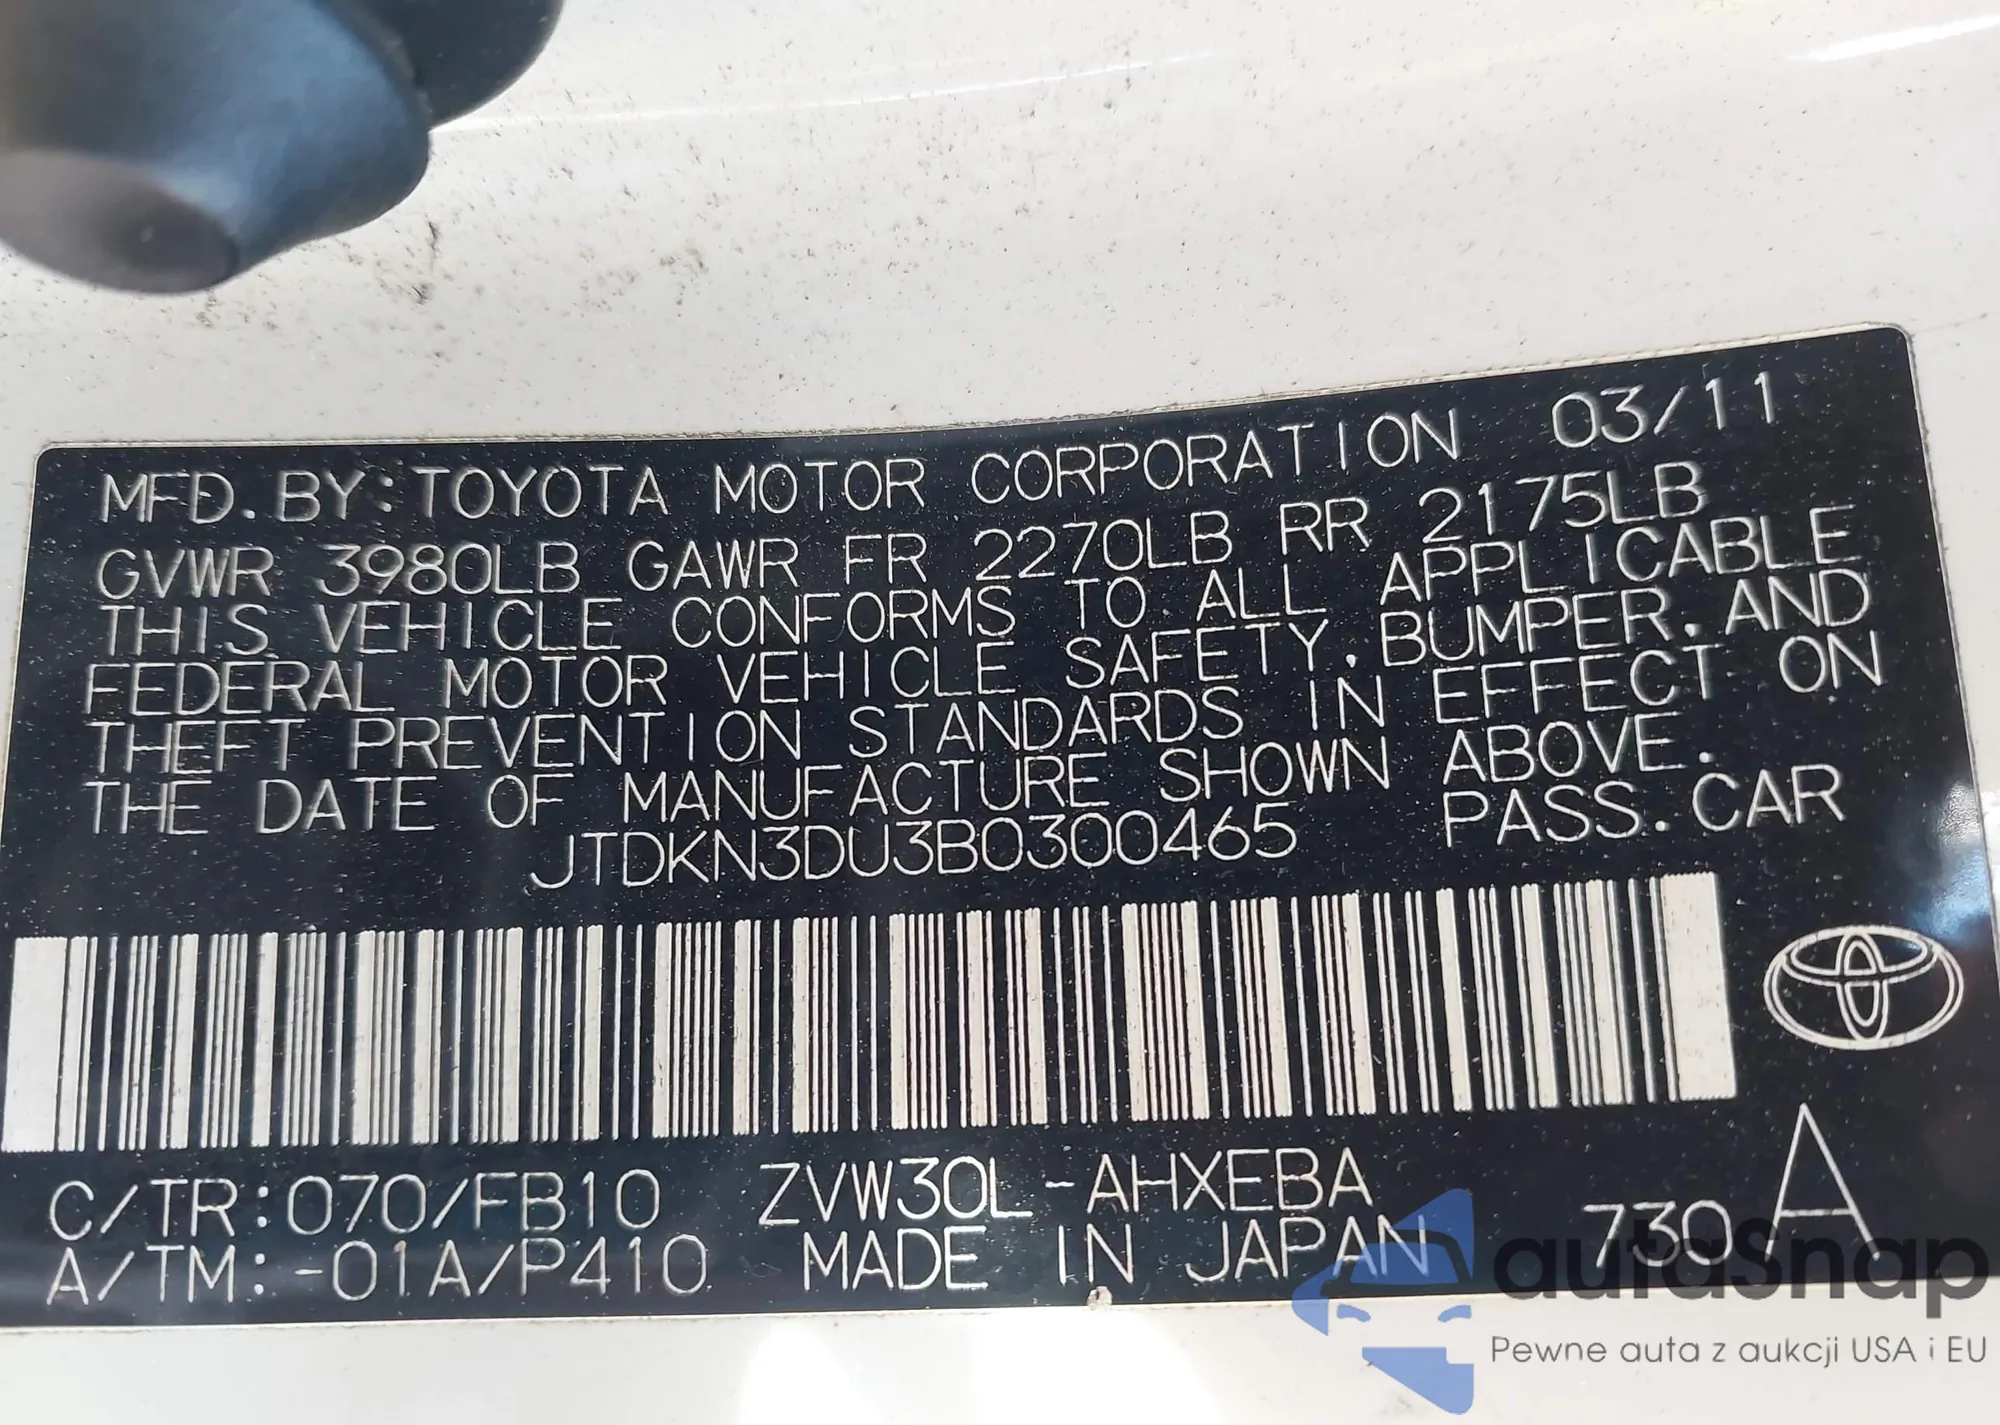 MFD. BY: TOYOTA MOTOR CORPORATION 03/11
GVWR 3980LB GAWR FR 2270LB RR 2175LB
THIS VEHICLE CONFORMS TO ALL APPLICABLE
FEDERAL MOTOR VEHICLE SAFETY, BUMPER, AND
THEFT PREVENTION STANDARDS IN EFFECT ON
THE DATE OF MANUFACTURE SHOWN ABOVE.
JTDKN3DU3B0300465 PASS. CAR
C/TR:070/FB10 ZVW30L-AHXEBA
A/TM:-01A/P410 MADE IN JAPAN 730 A
autoSnap
Pewne auta z aukcji USA i EU